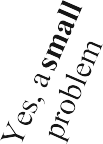 Yes, a small
problem